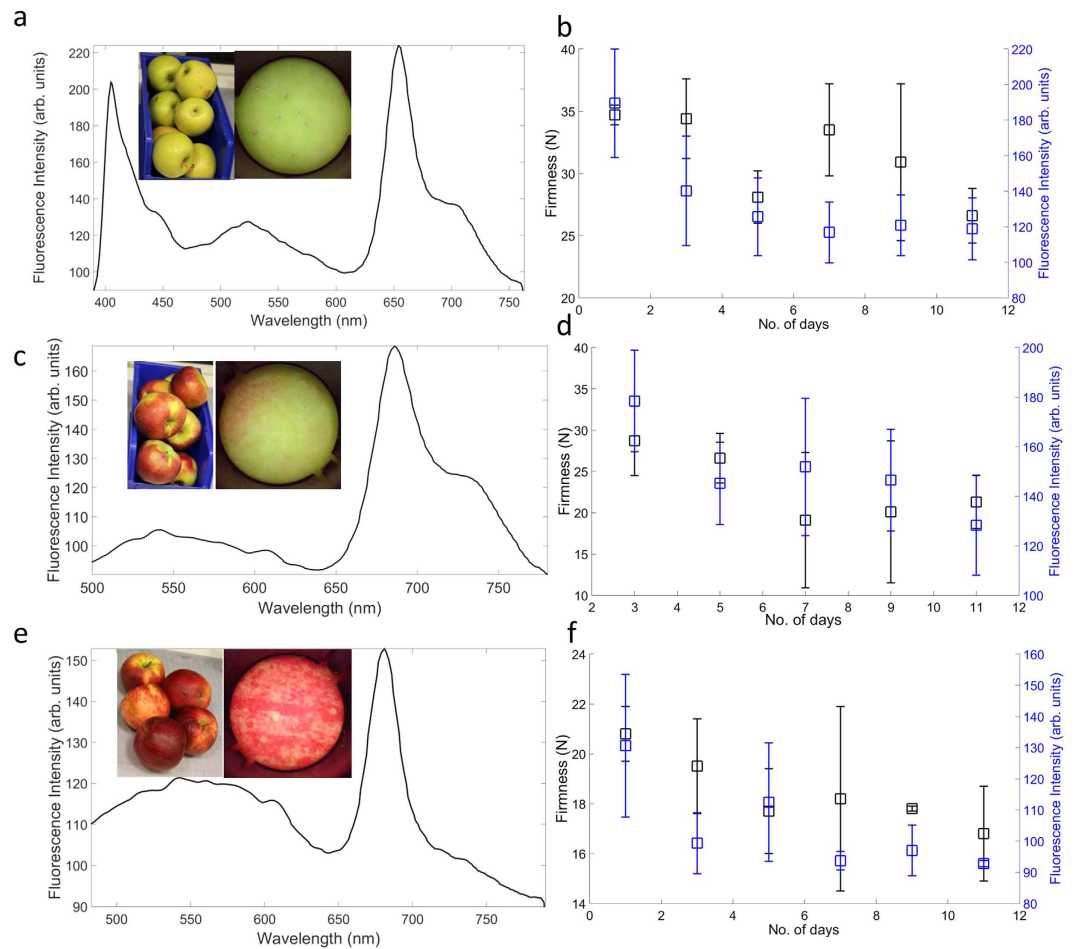 a
220
200
180
160
140
120
100
Fluorescence Intensity (arb. units)
400 450 500 550 600 650 700 750
Wavelength (nm)
b
40
35
30
25
20
Firmness (N)
220
200
180
160
140
120
100
80
Fluorescence Intensity (arb. units)
0 2 4 6 8 10 12
No. of days
c
160
150
140
130
120
110
100
Fluorescence Intensity (arb. units)
500 550 600 650 700 750
Wavelength (nm)
d
40
35
30
25
20
15
10
Firmness (N)
200
180
160
140
120
100
Fluorescence Intensity (arb. units)
2 3 4 5 6 7 8 9 10 11 12
No. of days
e
150
140
130
120
110
100
90
Fluorescence Intensity (arb. units)
500 550 600 650 700 750
Wavelength (nm)
f
24
22
20
18
16
14
Firmness (N)
160
150
140
130
120
110
100
90
80
Fluorescence Intensity (arb. units)
0 2 4 6 8 10 12
No. of days